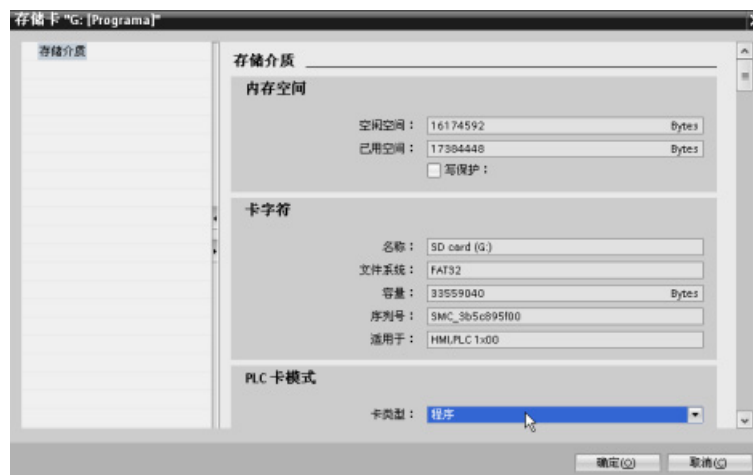 存储卡 "G: [Programa]"
存储介质
存储介质
内存空间
空闲空间： 16174592 Bytes
已用空间： 17384448 Bytes
写保护：
卡字符
名称： SD card (G:)
文件系统： FAT32
容量： 33559040 Bytes
序列号： SMC_3b5c895f00
适用于： HMI,PLC 1x00
PLC 卡模式
卡类型： 程序
确定(O) 取消(C)